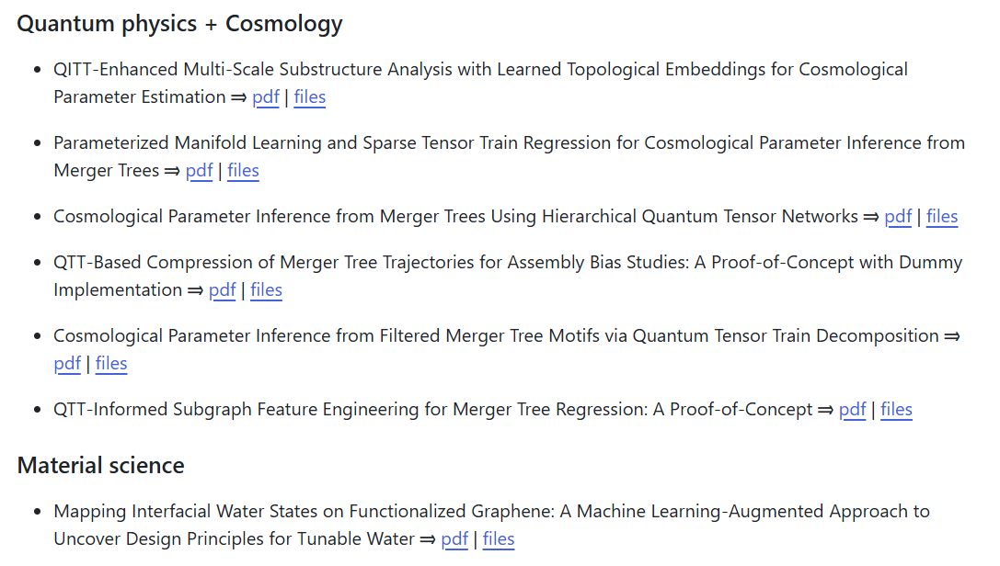 Quantum physics + Cosmology
• QITT-Enhanced Multi-Scale Substructure Analysis with Learned Topological Embeddings for Cosmological
Parameter Estimation ⇒ pdf | files
• Parameterized Manifold Learning and Sparse Tensor Train Regression for Cosmological Parameter Inference from
Merger Trees ⇒ pdf | files
• Cosmological Parameter Inference from Merger Trees Using Hierarchical Quantum Tensor Networks ⇒ pdf | files
• QTT-Based Compression of Merger Tree Trajectories for Assembly Bias Studies: A Proof-of-Concept with Dummy
Implementation ⇒ pdf | files
• Cosmological Parameter Inference from Filtered Merger Tree Motifs via Quantum Tensor Train Decomposition ⇒
pdf | files
• QTT-Informed Subgraph Feature Engineering for Merger Tree Regression: A Proof-of-Concept ⇒ pdf | files
Material science
• Mapping Interfacial Water States on Functionalized Graphene: A Machine Learning-Augmented Approach to
Uncover Design Principles for Tunable Water ⇒ pdf | files